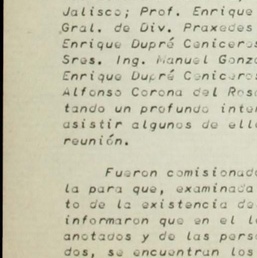 Jalisco; Prof. Enrique
Gral. de Div. Praxedes
Enrique Dupré Ceniceros
Sres. Ing. Manuel Gonz
Enrique Dupré Ceniceros
Alfonso Corona del Ros
tando un profundo inter
asistir algunos de ell
reunión.
Fueron comisionad
la para que, examinada
to de la existencia de
informaron que en el l
anotados y de las pers
dos, se encuentran los